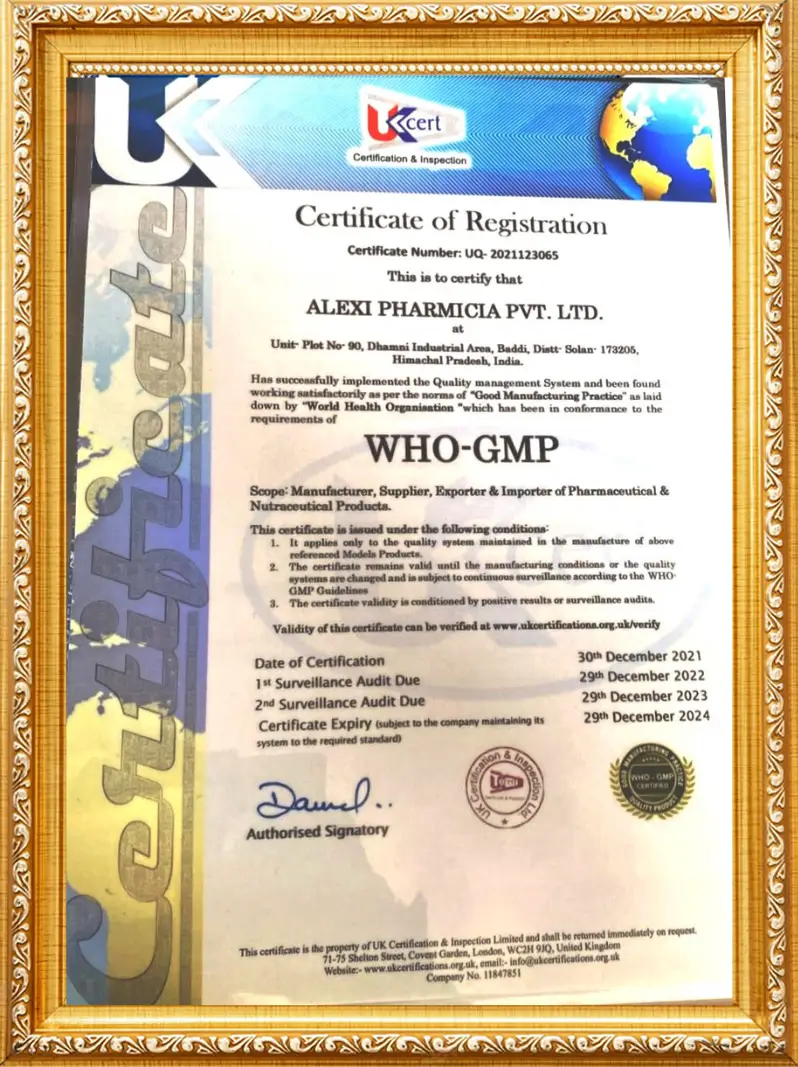 UKcert
Certification & Inspection
Certificate
Certificate of Registration
Certificate Number: UQ- 2021123065
This is to certify that
ALEXI PHARMICIA PVT. LTD.
at
Unit- Plot No- 90, Dhamni Industrial Area, Baddi, Distt- Solan- 173205,
Himachal Pradesh, India.
Has successfully implemented the Quality management System and been found
working satisfactorily as per the norms of "Good Manufacturing Practice" as laid
down by "World Health Organisation "which has been in conformance to the
requirements of
WHO-GMP
Scope: Manufacturer, Supplier, Exporter & Importer of Pharmaceutical &
Nutraceutical Products.
This certificate is issued under the following conditions:
1. It applies only to the quality system maintained in the manufacture of above
referenced Models Products.
2. The certificate remains valid until the manufacturing conditions or the quality
systems are changed and is subject to continuous surveillance according to the WHO-
GMP Guidelines
3. The certificate validity is conditioned by positive results or surveillance audits.
Validity of this certificate can be verified at www.ukcertifications.org.uk/verify
Date of Certification 30th December 2021
1st Surveillance Audit Due 29th December 2022
2nd Surveillance Audit Due 29th December 2023
Certificate Expiry (subject to the company maintaining its 29th December 2024
system to the required standard)
Authorised Signatory
UK Certification & Inspection Ltd
GOOD MANUFACTURING PRACTICE
WHO - GMP
CERTIFIED
QUALITY PRODUCT
This certificate is the property of UK Certification & Inspection Limited and shall be returned immediately on request.
71-75 Shelton Street, Covent Garden, London, WC2H 9JQ, United Kingdom
Website:- www.ukcertifications.org.uk, email:- info@ukcertifications.org.uk
Company No. 11847851